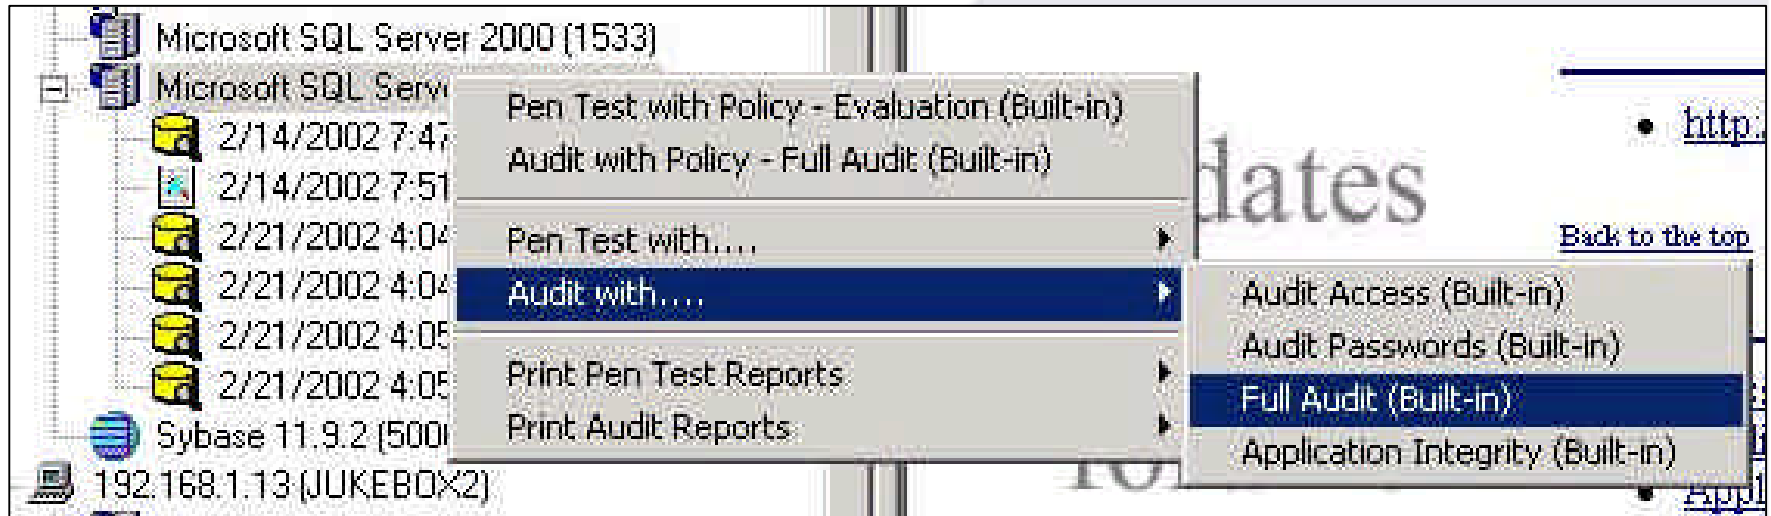 Microsoft SQL Server 2000 (1533)
Microsoft SQL Serv
2/14/2002 7:47
2/14/2002 7:51
2/21/2002 4:04
2/21/2002 4:04
2/21/2002 4:05
2/21/2002 4:05
Sybase 11.9.2 (500
192.168.1.13 (JUKEBOX2)
Pen Test with Policy - Evaluation (Built-in)
Audit with Policy - Full Audit (Built-in)
Pen Test with....
Audit with....
Print Pen Test Reports
Print Audit Reports
Audit Access (Built-in)
Audit Passwords (Built-in)
Full Audit (Built-in)
Application Integrity (Built-in)
dates
http:
Back to the top
Appl